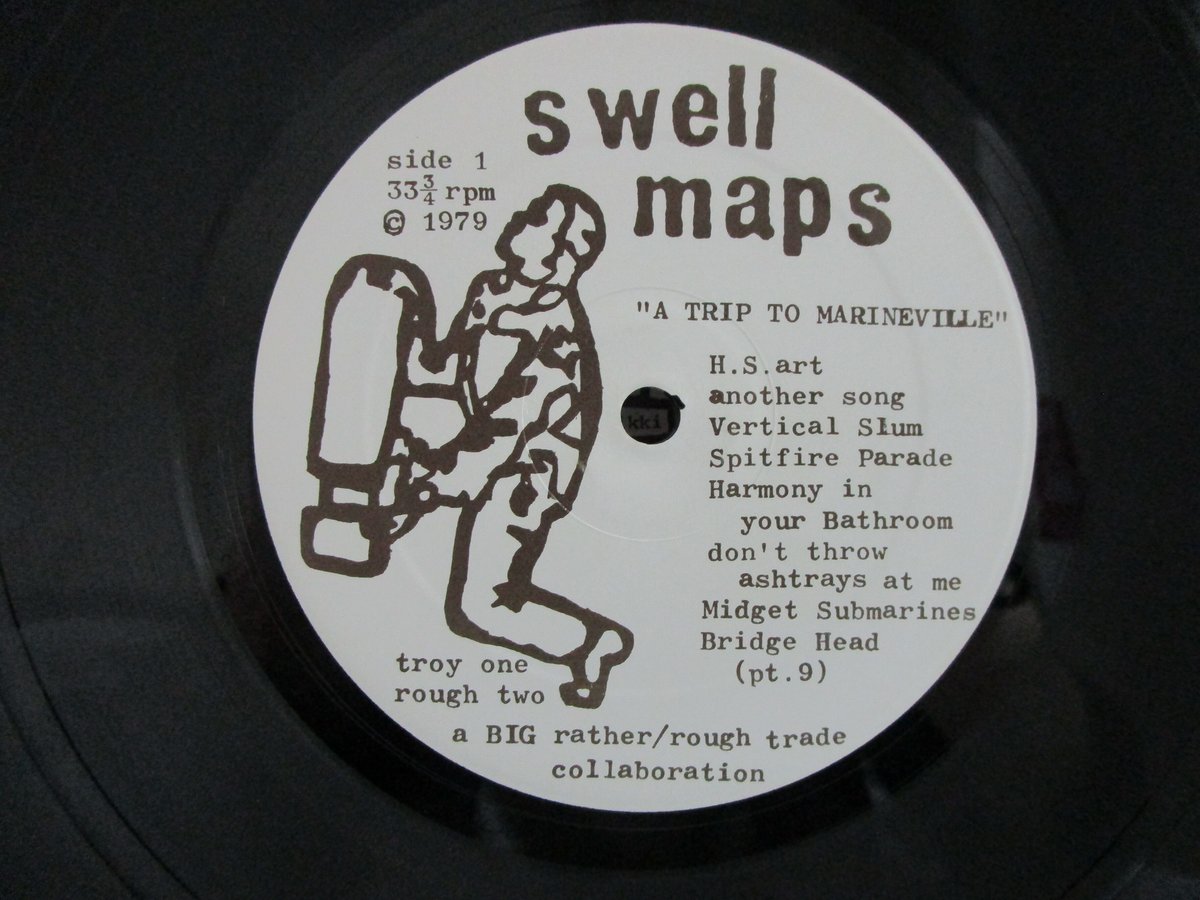 swell
maps
side 1
33¾ rpm
© 1979
"A TRIP TO MARINEVILLE"
H.S.art
another song
Vertical Slum
Spitfire Parade
Harmony in
your Bathroom
don't throw
ashtrays at me
Midget Submarines
Bridge Head
(pt.9)
troy one
rough two
a BIG rather/rough trade
collaboration
kki